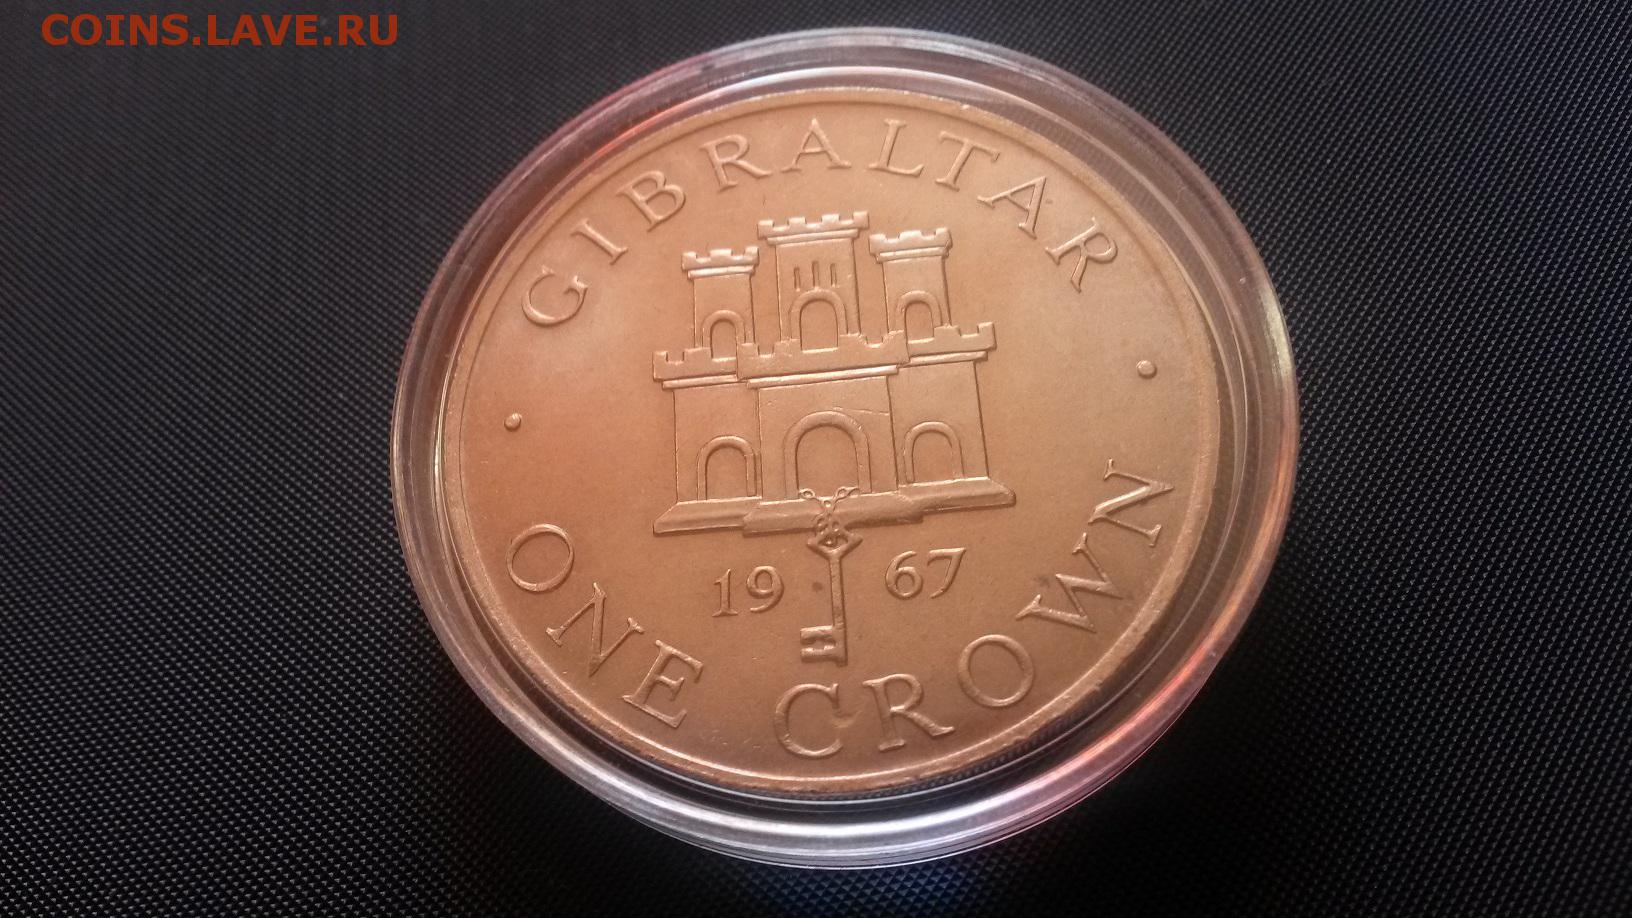 COINS.LAVE.RU
GIBRALTAR
19 67
· ONE CROWN ·